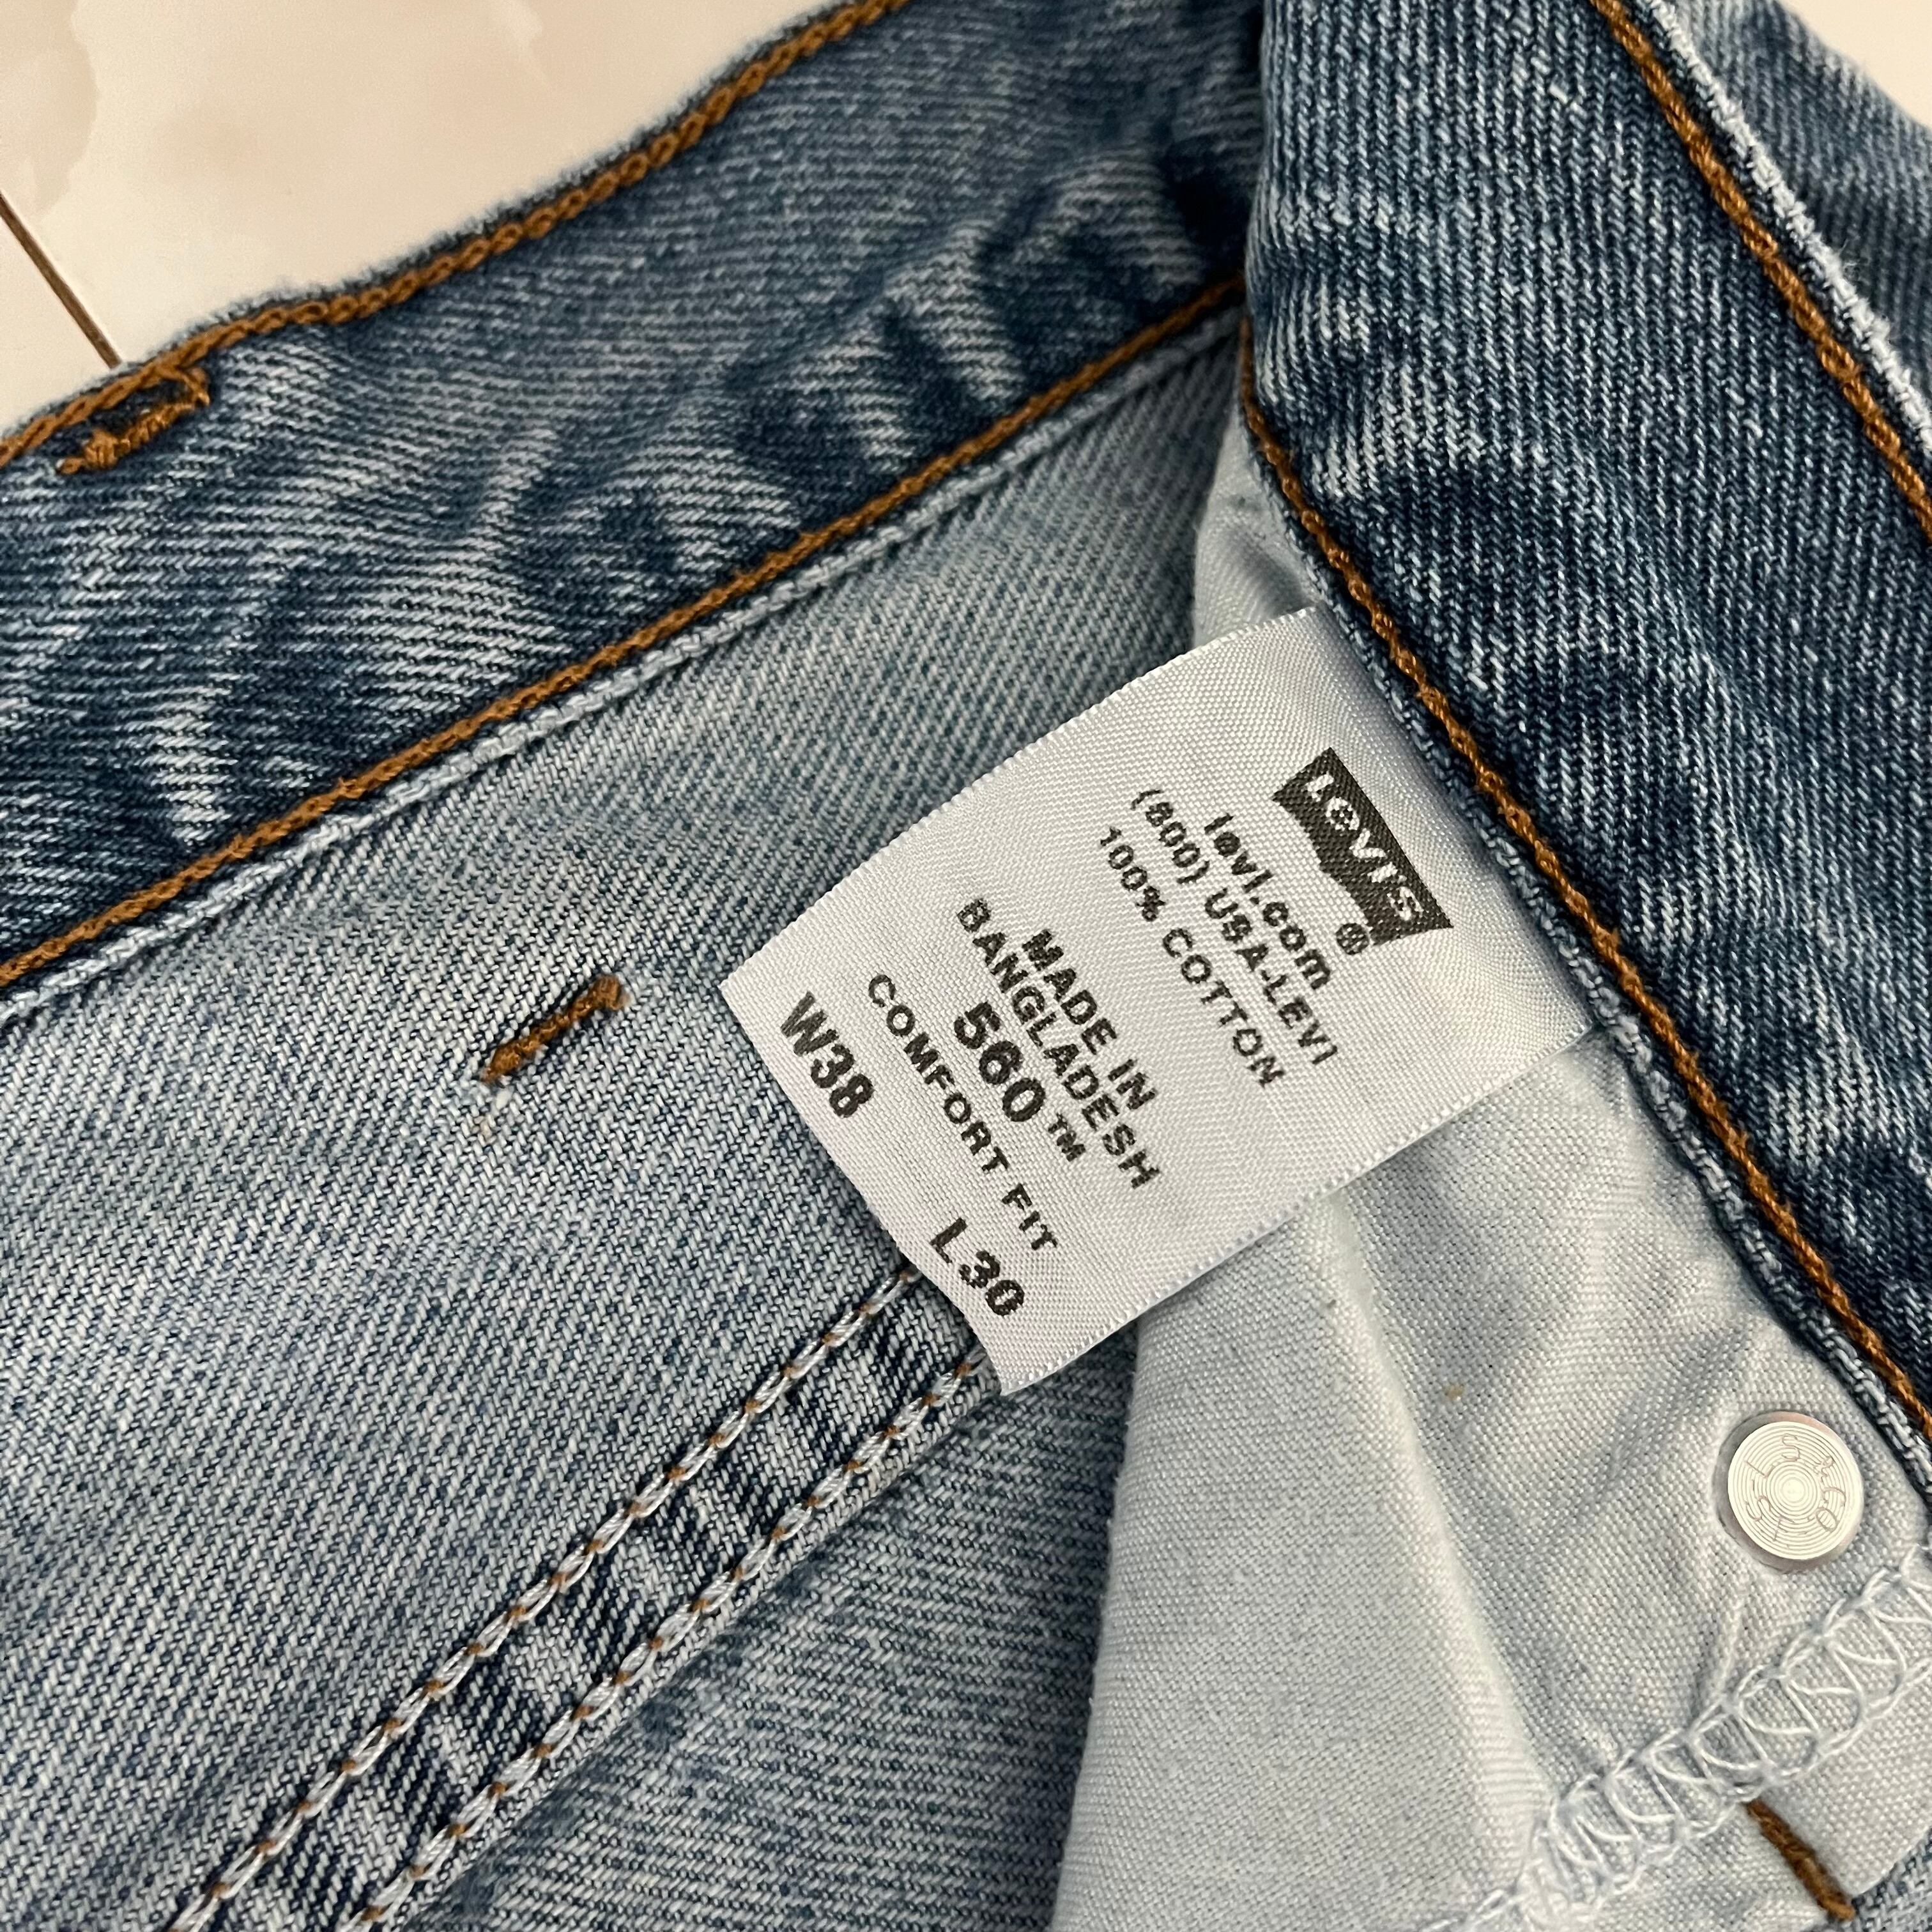 Levi's ®
levi.com
(800) USA-LEVI
100% COTTON
MADE IN
BANGLADESH
560™
COMFORT FIT
W38 L30